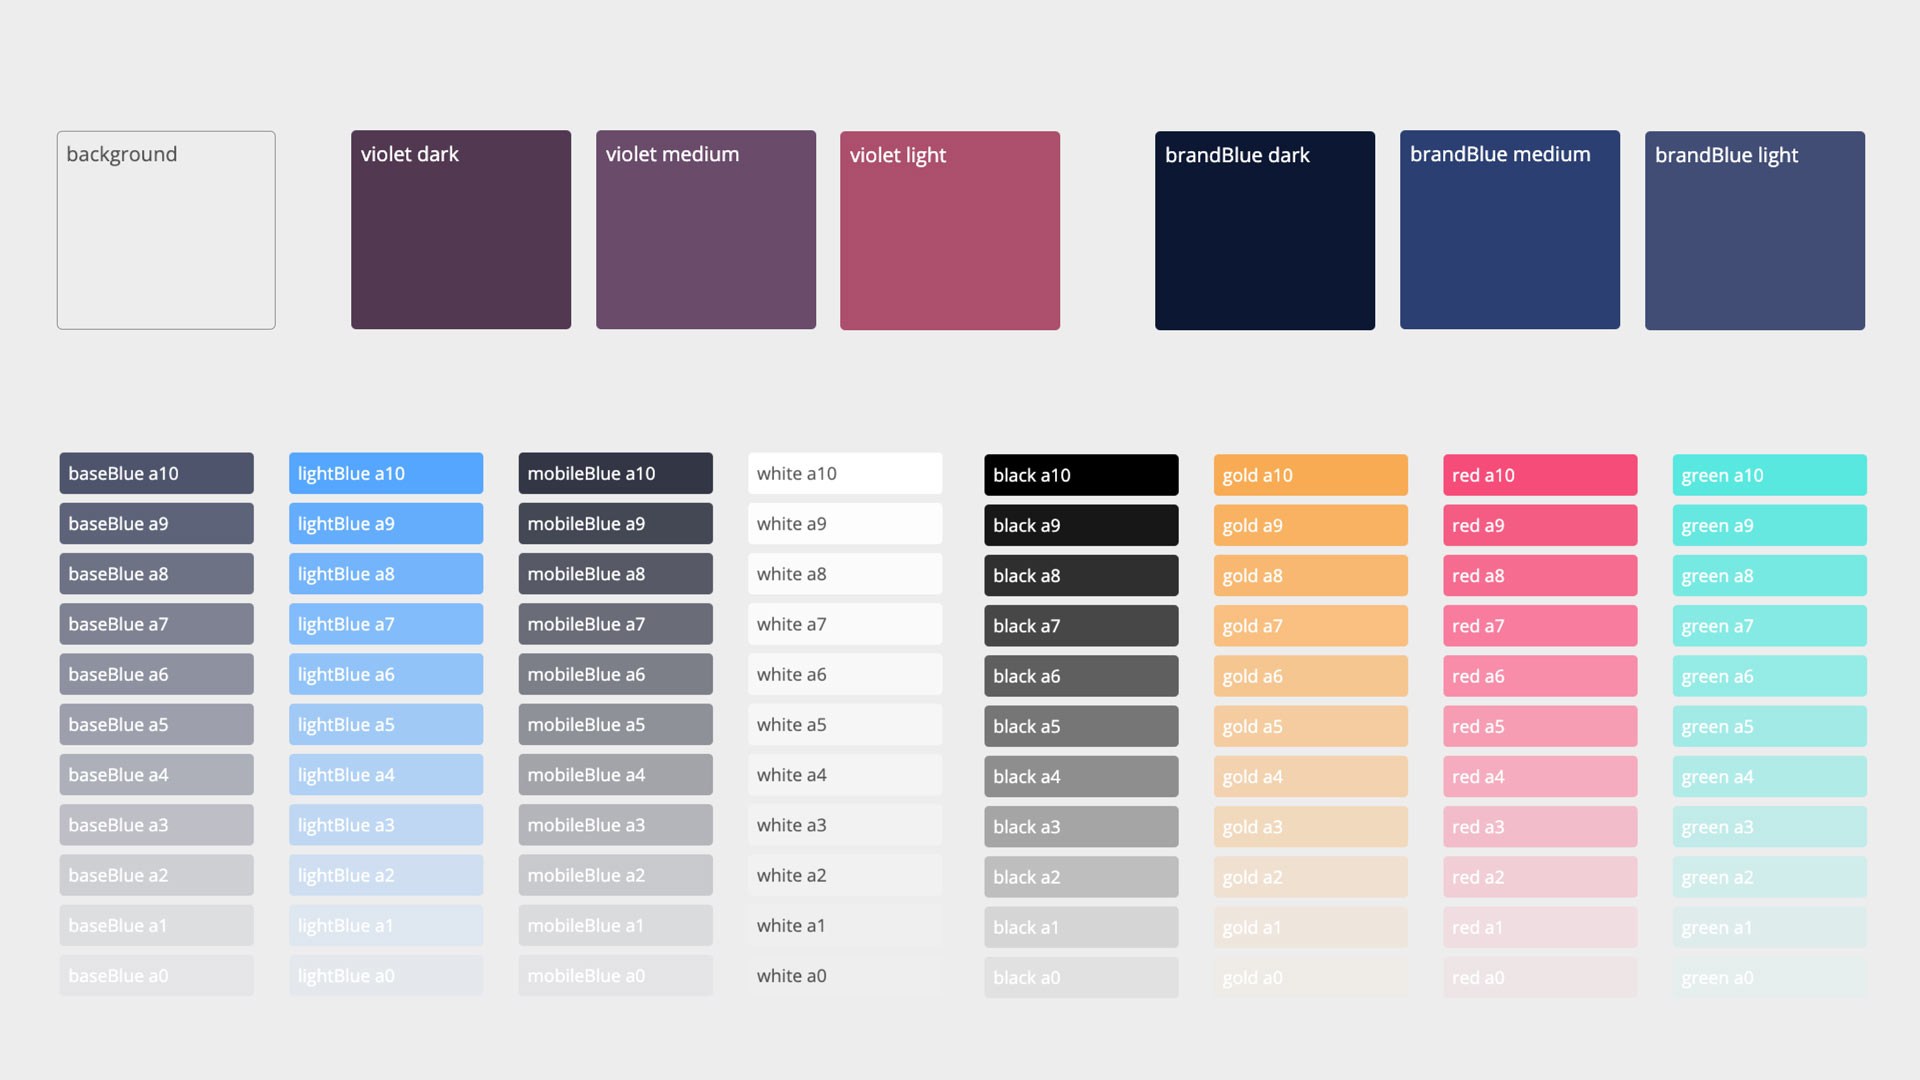 background
violet dark
violet medium
violet light
brandBlue dark
brandBlue medium
brandBlue light
baseBlue a10
baseBlue a9
baseBlue a8
baseBlue a7
baseBlue a6
baseBlue a5
baseBlue a4
baseBlue a3
baseBlue a2
baseBlue a1
baseBlue a0
lightBlue a10
lightBlue a9
lightBlue a8
lightBlue a7
lightBlue a6
lightBlue a5
lightBlue a4
lightBlue a3
lightBlue a2
lightBlue a1
lightBlue a0
mobileBlue a10
mobileBlue a9
mobileBlue a8
mobileBlue a7
mobileBlue a6
mobileBlue a5
mobileBlue a4
mobileBlue a3
mobileBlue a2
mobileBlue a1
mobileBlue a0
white a10
white a9
white a8
white a7
white a6
white a5
white a4
white a3
white a2
white a1
white a0
black a10
black a9
black a8
black a7
black a6
black a5
black a4
black a3
black a2
black a1
black a0
gold a10
gold a9
gold a8
gold a7
gold a6
gold a5
gold a4
gold a3
gold a2
gold a1
gold a0
red a10
red a9
red a8
red a7
red a6
red a5
red a4
red a3
red a2
red a1
red a0
green a10
green a9
green a8
green a7
green a6
green a5
green a4
green a3
green a2
green a1
green a0